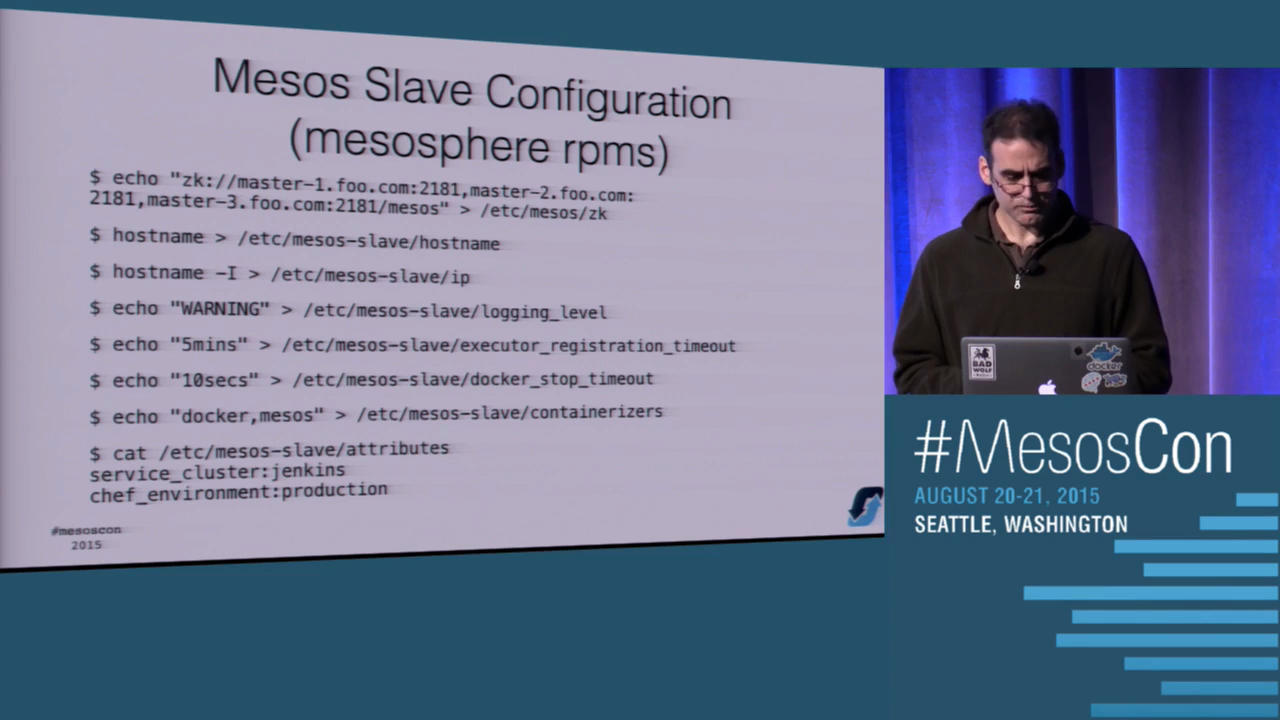 Mesos Slave Configuration
(mesosphere rpms)
$ echo "zk://master-1.foo.com:2181,master-2.foo.com:
2181,master-3.foo.com:2181/mesos" > /etc/mesos/zk
$ hostname > /etc/mesos-slave/hostname
$ hostname -I > /etc/mesos-slave/ip
$ echo "WARNING" > /etc/mesos-slave/logging_level
$ echo "5mins" > /etc/mesos-slave/executor_registration_timeout
$ echo "10secs" > /etc/mesos-slave/docker_stop_timeout
$ echo "docker,mesos" > /etc/mesos-slave/containerizers
$ cat /etc/mesos-slave/attributes
service_cluster:jenkins
chef_environment:production
#mesoscon
2015
BAD
WOLF
docker
#MesosCon
AUGUST 20-21, 2015
SEATTLE, WASHINGTON